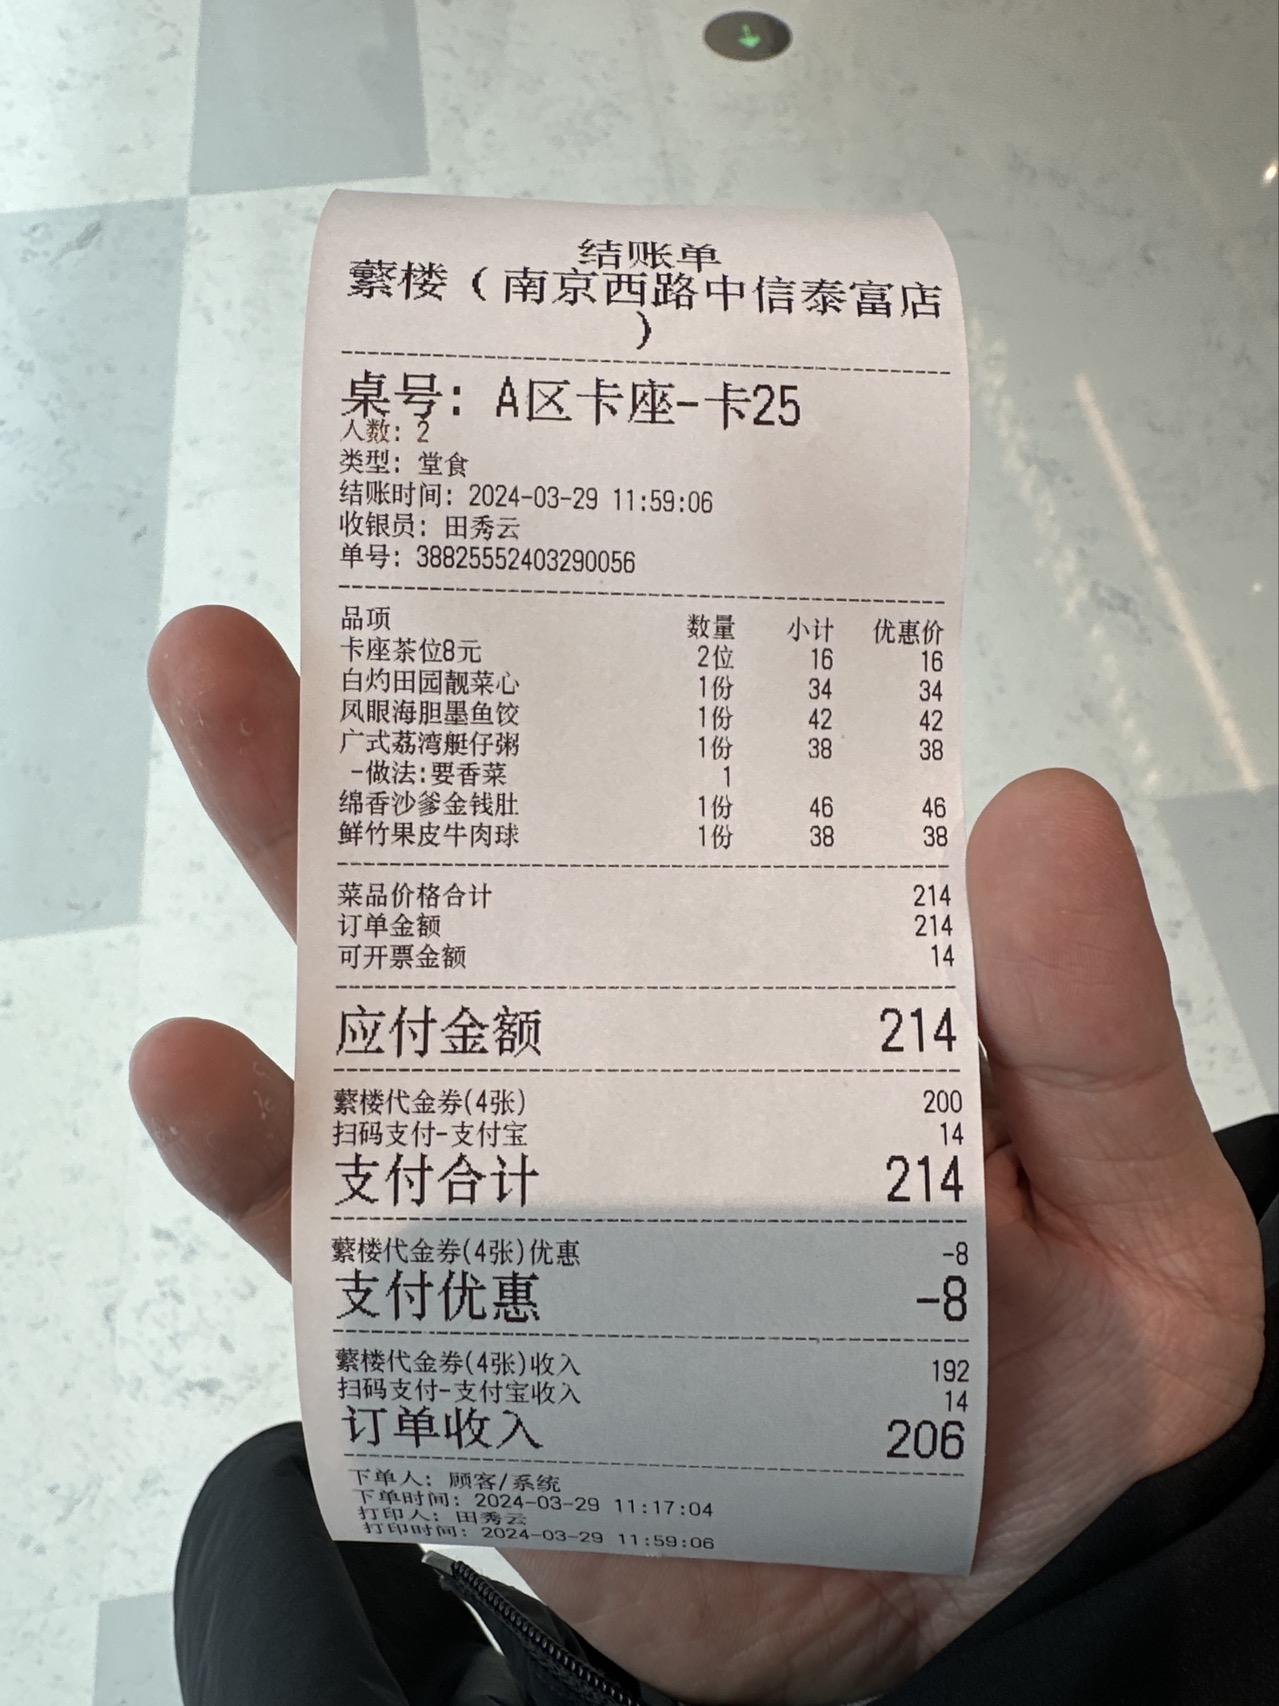 结账单
蘩楼（南京西路中信泰富店
）
桌号：A区卡座-卡25
人数：2
类型：堂食
结账时间：2024-03-29 11:59:06
收银员：田秀云
单号：38825552403290056
品项 数量 小计 优惠价
卡座茶位8元 2位 16 16
白灼田园靓菜心 1份 34 34
凤眼海胆墨鱼饺 1份 42 42
广式荔湾艇仔粥 1份 38 38
-做法:要香菜 1
绵香沙爹金钱肚 1份 46 46
鲜竹果皮牛肉球 1份 38 38
菜品价格合计 214
订单金额 214
可开票金额 14
应付金额 214
蘩楼代金券(4张) 200
扫码支付-支付宝 14
支付合计 214
蘩楼代金券(4张)优惠 -8
支付优惠 -8
蘩楼代金券(4张)收入 192
扫码支付-支付宝收入 14
订单收入 206
下单人：顾客/系统
下单时间：2024-03-29 11:17:04
打印人：田秀云
打印时间：2024-03-29 11:59:06